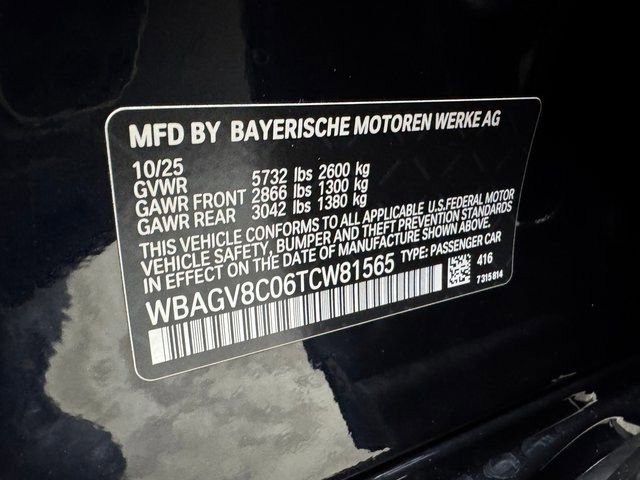 MFD BY BAYERISCHE MOTOREN WERKE AG
10/25
GVWR 5732 lbs 2600 kg
GAWR FRONT 2866 lbs 1300 kg
GAWR REAR 3042 lbs 1380 kg
THIS VEHICLE CONFORMS TO ALL APPLICABLE U.S.FEDERAL MOTOR
VEHICLE SAFETY, BUMPER AND THEFT PREVENTION STANDARDS
IN EFFECT ON THE DATE OF MANUFACTURE SHOWN ABOVE.
WBAGV8C06TCW81565 TYPE: PASSENGER CAR
416
7315814